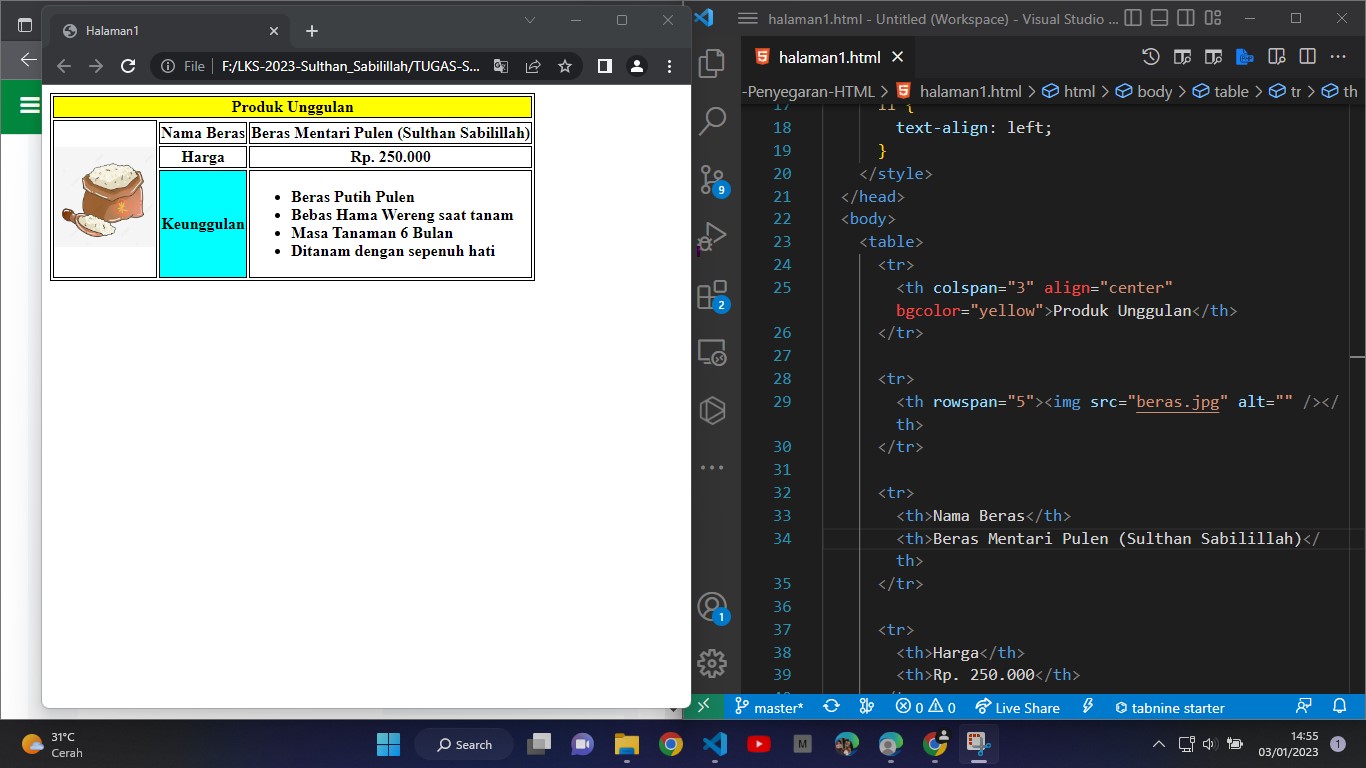 Halaman1
File F:/LKS-2023-Sulthan_Sabilillah/TUGAS-S...
Produk Unggulan
Nama Beras Beras Mentari Pulen (Sulthan Sabilillah)
Harga Rp. 250.000
Keunggulan
Beras Putih Pulen
Bebas Hama Wereng saat tanam
Masa Tanaman 6 Bulan
Ditanam dengan sepenuh hati
halaman1.html - Untitled (Workspace) - Visual Studio ...
halaman1.html
-Penyegaran-HTML > halaman1.html > html > body > table > tr > th
9
2
1
17 li {
18 text-align: left;
19 }
20 </style>
21 </head>
22 <body>
23 <table>
24 <tr>
25 <th colspan="3" align="center"
bgcolor="yellow">Produk Unggulan</th>
26 </tr>
27
28 <tr>
29 <th rowspan="5"><img src="beras.jpg" alt="" /></
th>
30 </tr>
31
32 <tr>
33 <th>Nama Beras</th>
34 <th>Beras Mentari Pulen (Sulthan Sabilillah)</
th>
35 </tr>
36
37 <tr>
38 <th>Harga</th>
39 <th>Rp. 250.000</th>
master* 0 0 Live Share tabnine starter
31°C
Cerah
Search
M
14:55
03/01/2023
1